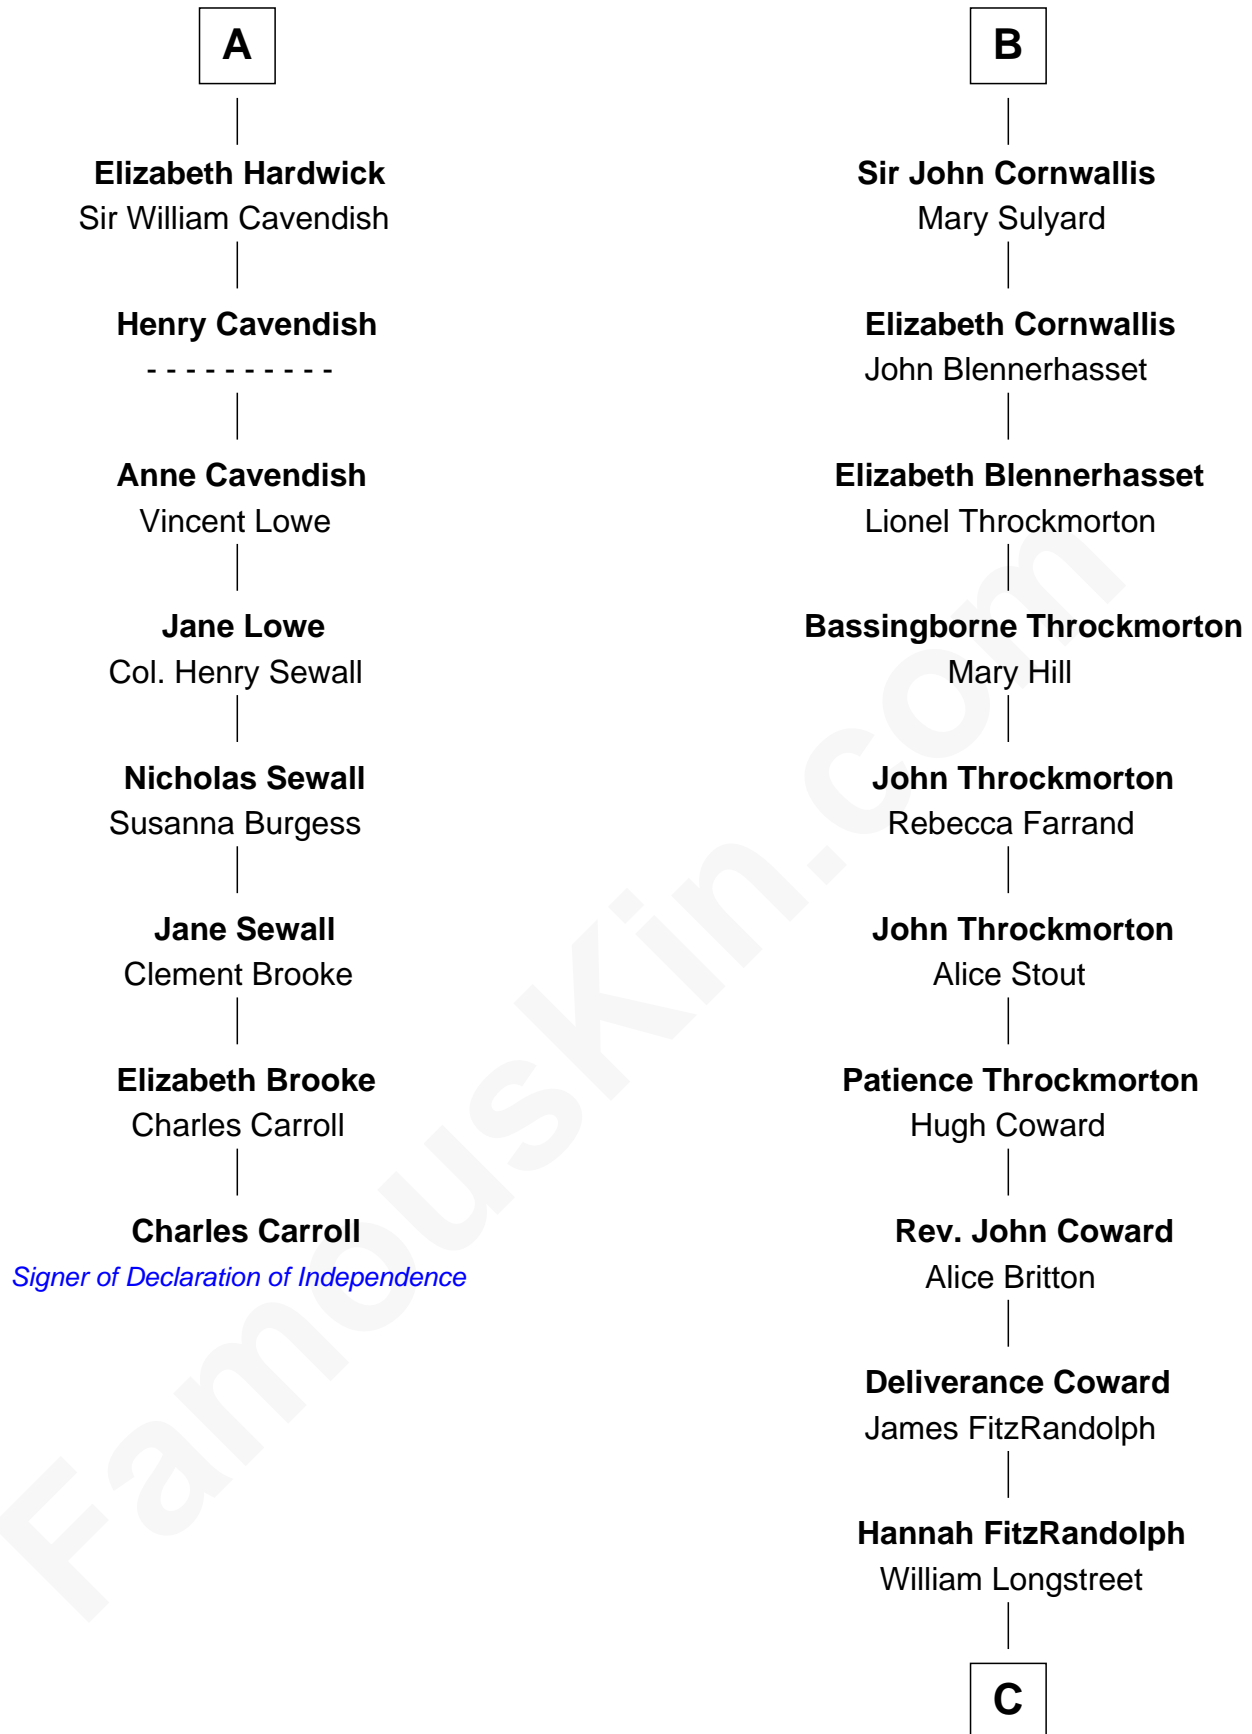 A
Elizabeth Hardwick
Sir William Cavendish
Henry Cavendish
- - - - - - - - - -
Anne Cavendish
Vincent Lowe
Jane Lowe
Col. Henry Sewall
Nicholas Sewall
Susanna Burgess
Jane Sewall
Clement Brooke
Elizabeth Brooke
Charles Carroll
Charles Carroll
Signer of Declaration of Independence
B
Sir John Cornwallis
Mary Sulyard
Elizabeth Cornwallis
John Blennerhasset
Elizabeth Blennerhasset
Lionel Throckmorton
Bassingborne Throckmorton
Mary Hill
John Throckmorton
Rebecca Farrand
John Throckmorton
Alice Stout
Patience Throckmorton
Hugh Coward
Rev. John Coward
Alice Britton
Deliverance Coward
James FitzRandolph
Hannah FitzRandolph
William Longstreet
C
FamousKin.com